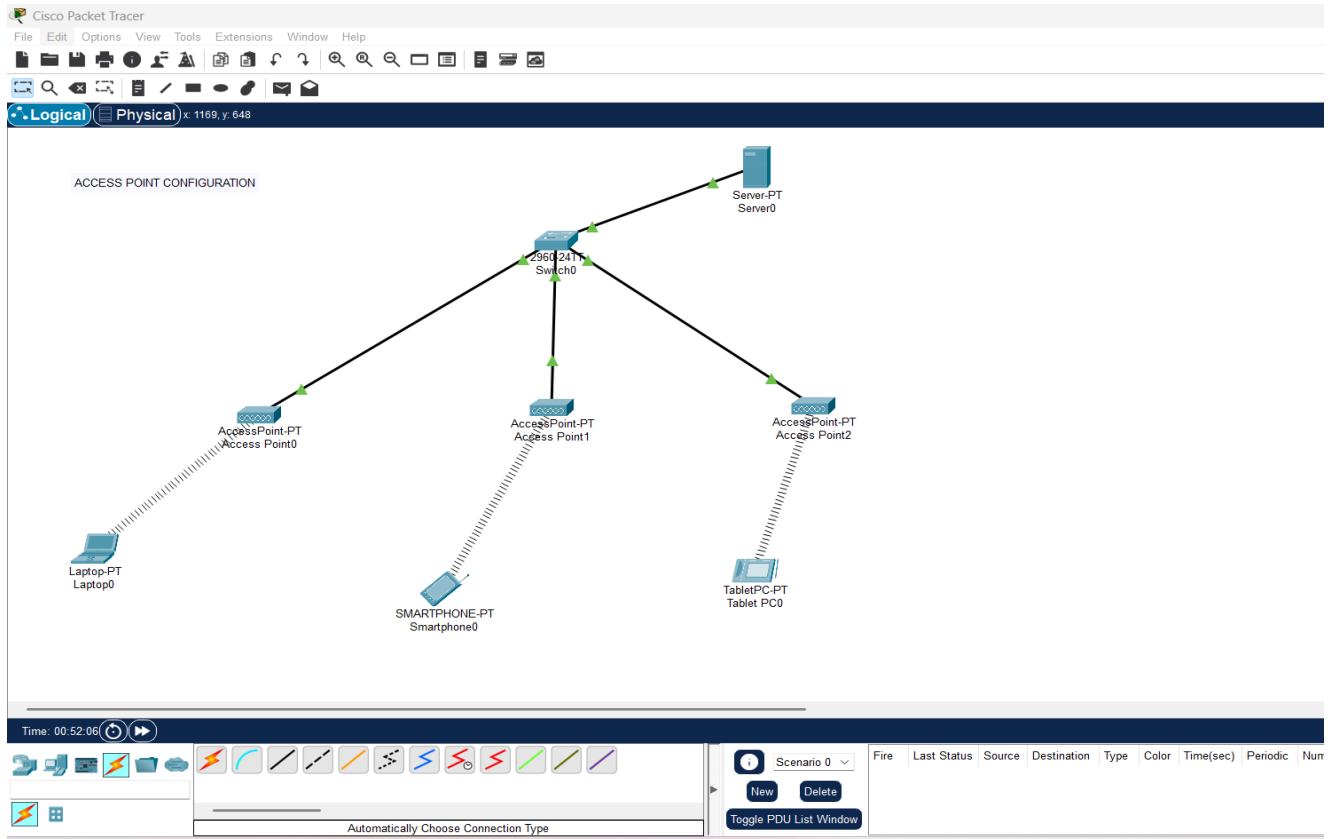 Cisco Packet Tracer
File Edit Options View Tools Extensions Window Help
Logical Physical x: 1169, y: 648
ACCESS POINT CONFIGURATION
Server-PT
Server0
2960-24TT
Switch0
AccessPoint-PT
Access Point0
AccessPoint-PT
Access Point1
AccessPoint-PT
Access Point2
Laptop-PT
Laptop0
SMARTPHONE-PT
Smartphone0
TabletPC-PT
Tablet PC0
Time: 00:52:06
Scenario 0
New Delete
Toggle PDU List Window
Fire Last Status Source Destination Type Color Time(sec) Periodic Num
Automatically Choose Connection Type